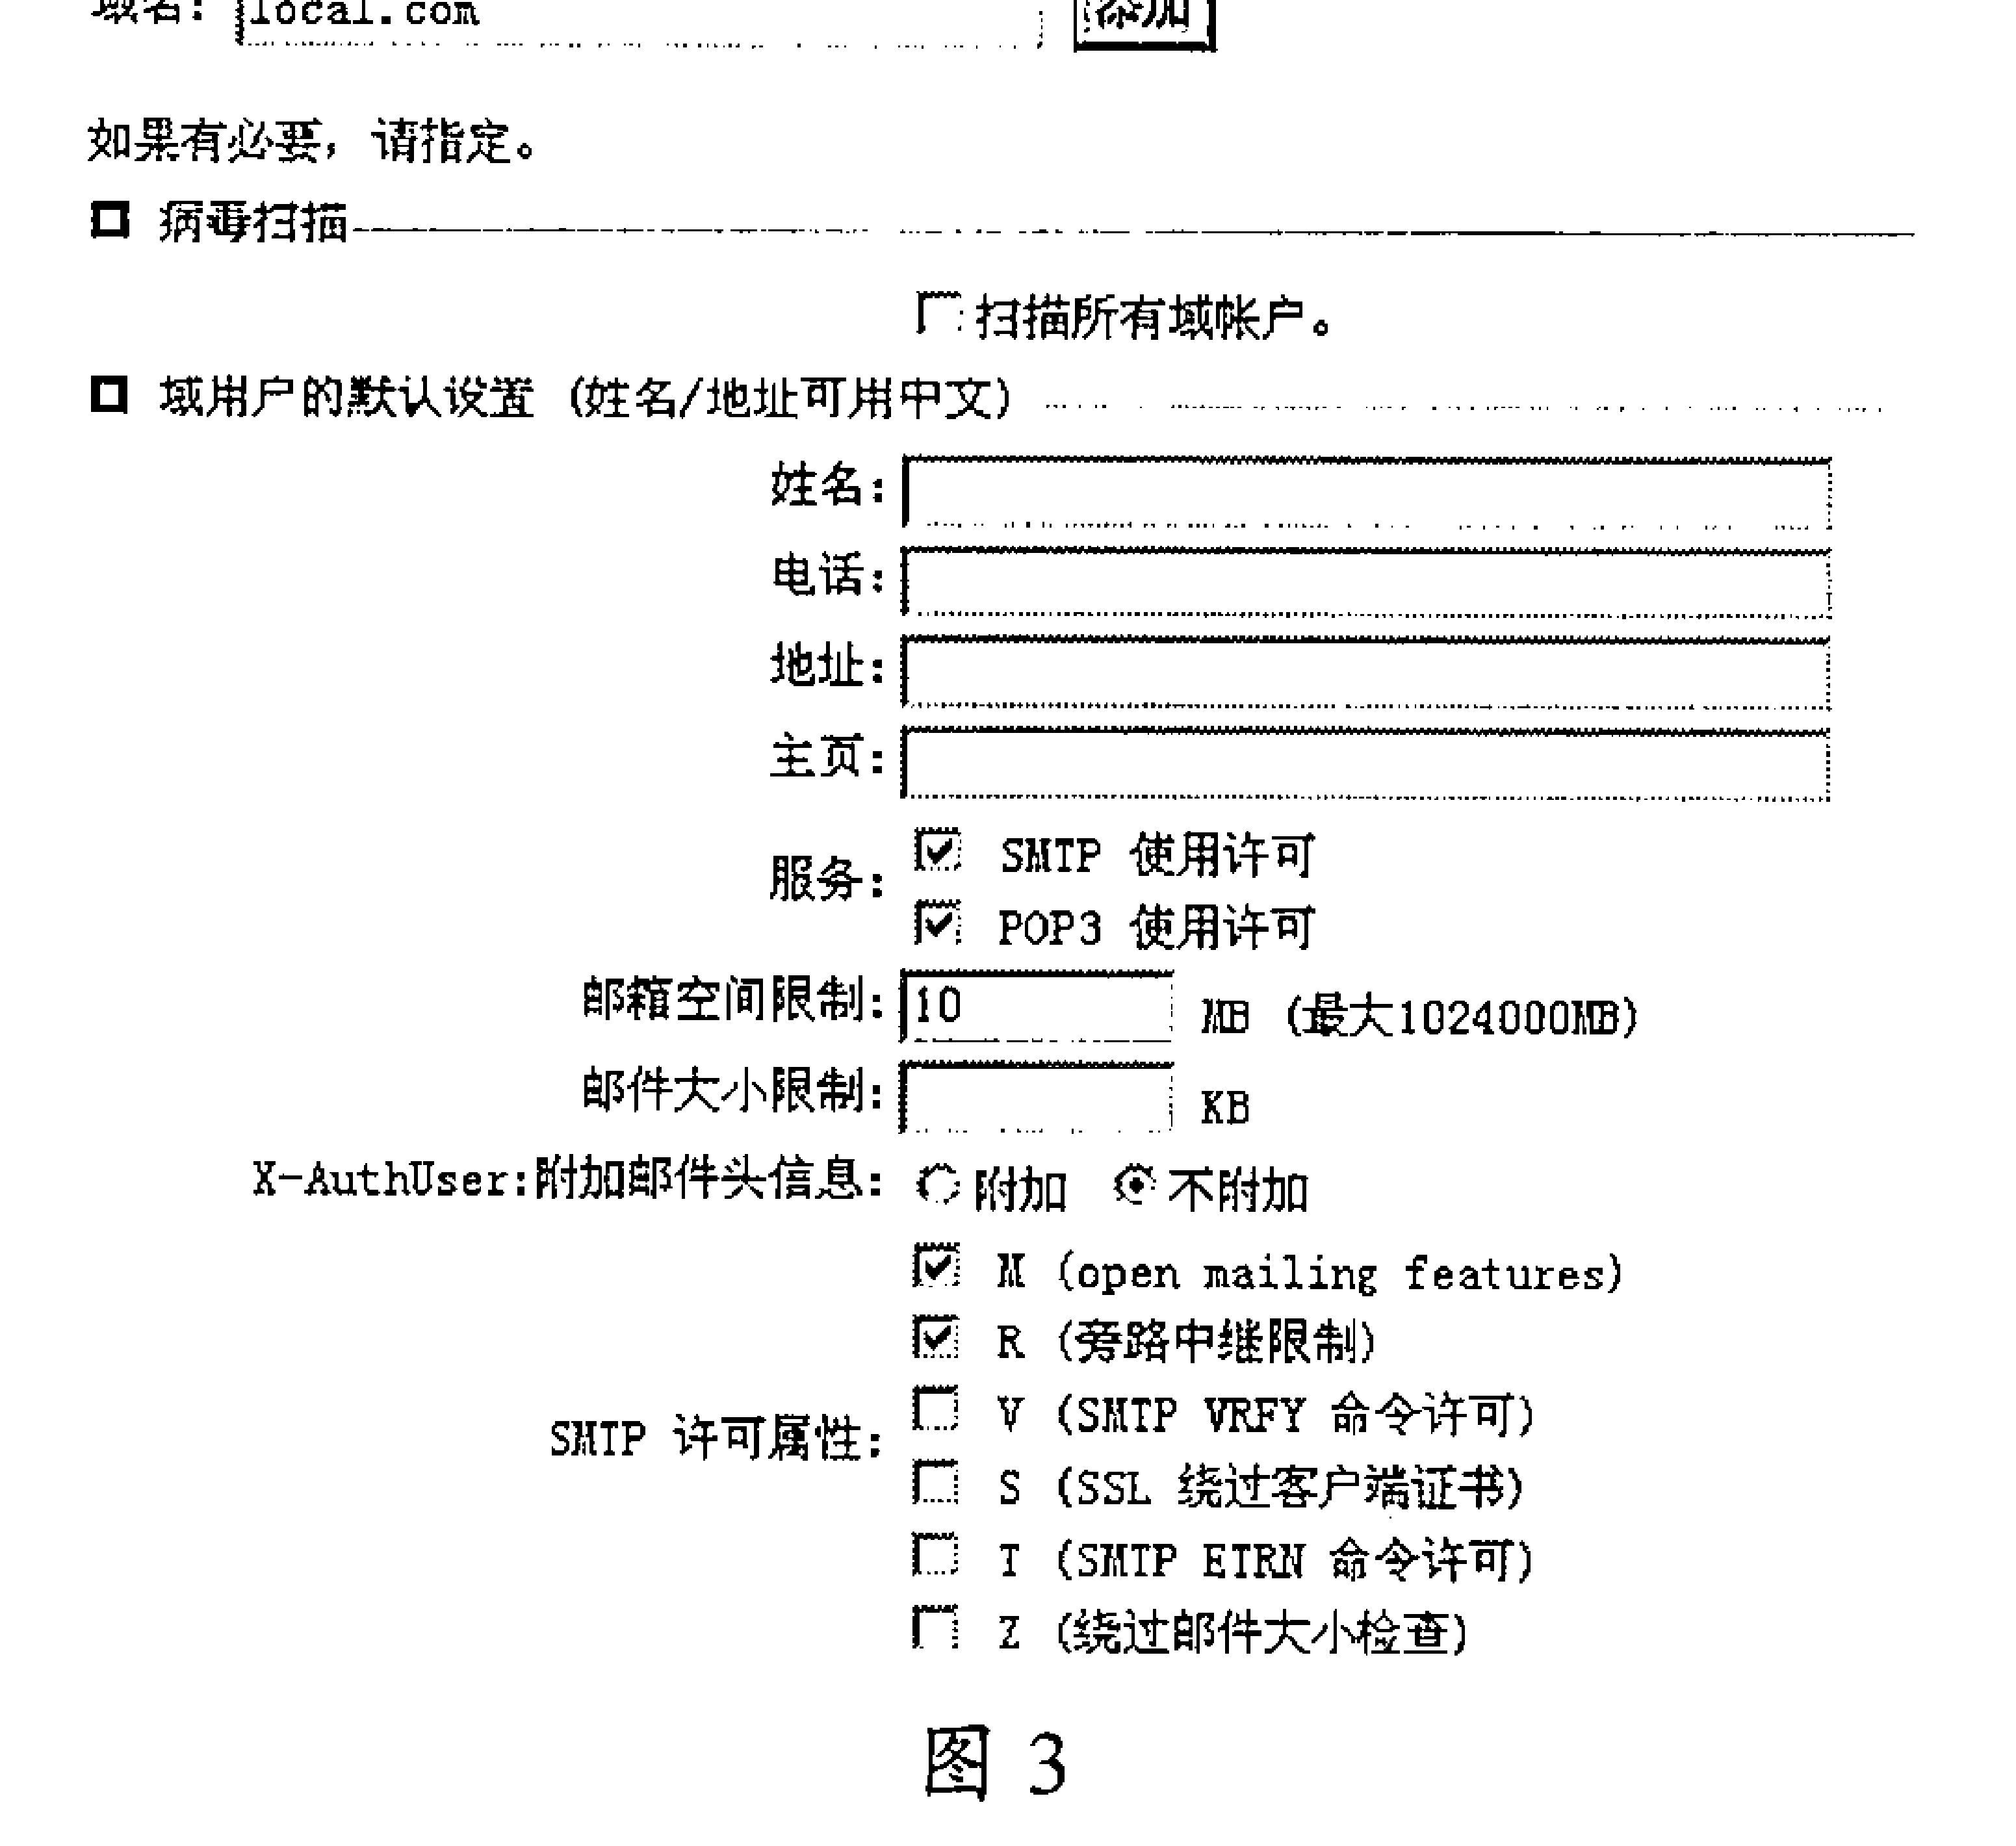 域名: local.com 添加
如果有必要，请指定。
病毒扫描
扫描所有域帐户。
域用户的默认设置 (姓名/地址可用中文)
姓名:
电话:
地址:
主页:
服务: SMTP 使用许可
POP3 使用许可
邮箱空间限制: 10 MB (最大1024000MB)
邮件大小限制: KB
X-AuthUser:附加邮件头信息: 附加 不附加
M (open mailing features)
R (旁路中继限制)
SMTP 许可属性: V (SMTP VRFY 命令许可)
S (SSL 绕过客户端证书)
T (SMTP ETRN 命令许可)
Z (绕过邮件大小检查)
图 3